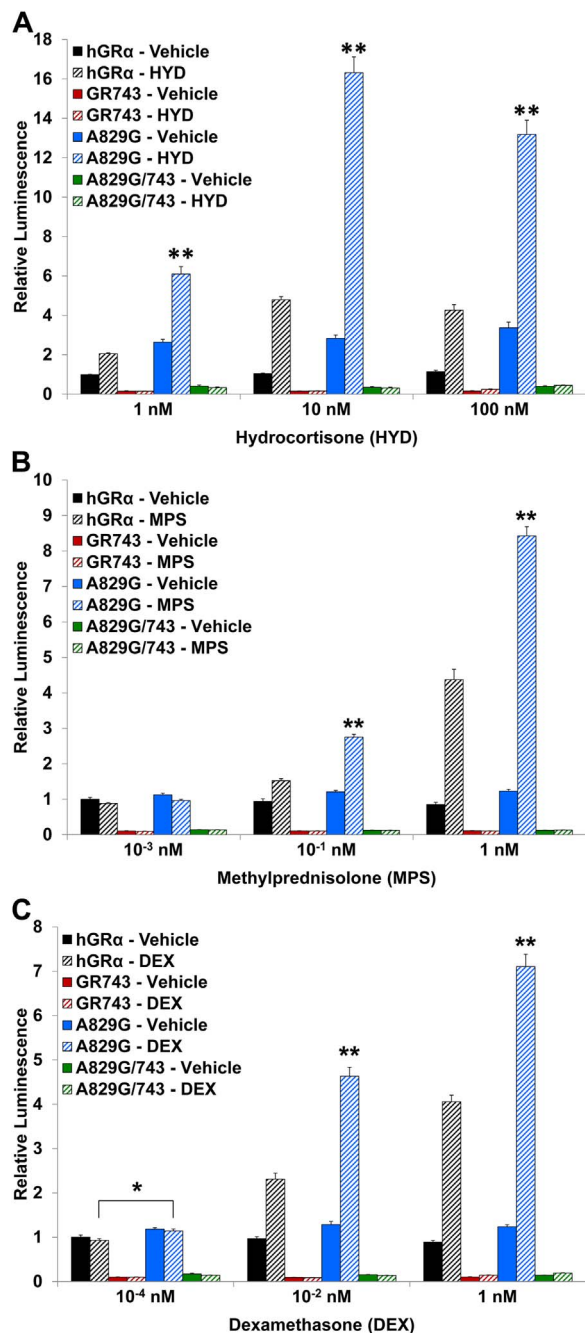 A
18
16
14
12
10
8
6
4
2
0
Relative Luminescence
hGRα - Vehicle
hGRα - HYD
GR743 - Vehicle
GR743 - HYD
A829G - Vehicle
A829G - HYD
A829G/743 - Vehicle
A829G/743 - HYD
**
**
**
1 nM
10 nM
100 nM
Hydrocortisone (HYD)
B
10
9
8
7
6
5
4
3
2
1
0
Relative Luminescence
hGRα - Vehicle
hGRα - MPS
GR743 - Vehicle
GR743 - MPS
A829G - Vehicle
A829G - MPS
A829G/743 - Vehicle
A829G/743 - MPS
**
**
10⁻³ nM
10⁻¹ nM
1 nM
Methylprednisolone (MPS)
C
8
7
6
5
4
3
2
1
0
Relative Luminescence
hGRα - Vehicle
hGRα - DEX
GR743 - Vehicle
GR743 - DEX
A829G - Vehicle
A829G - DEX
A829G/743 - Vehicle
A829G/743 - DEX
*
**
**
10⁻⁴ nM
10⁻² nM
1 nM
Dexamethasone (DEX)